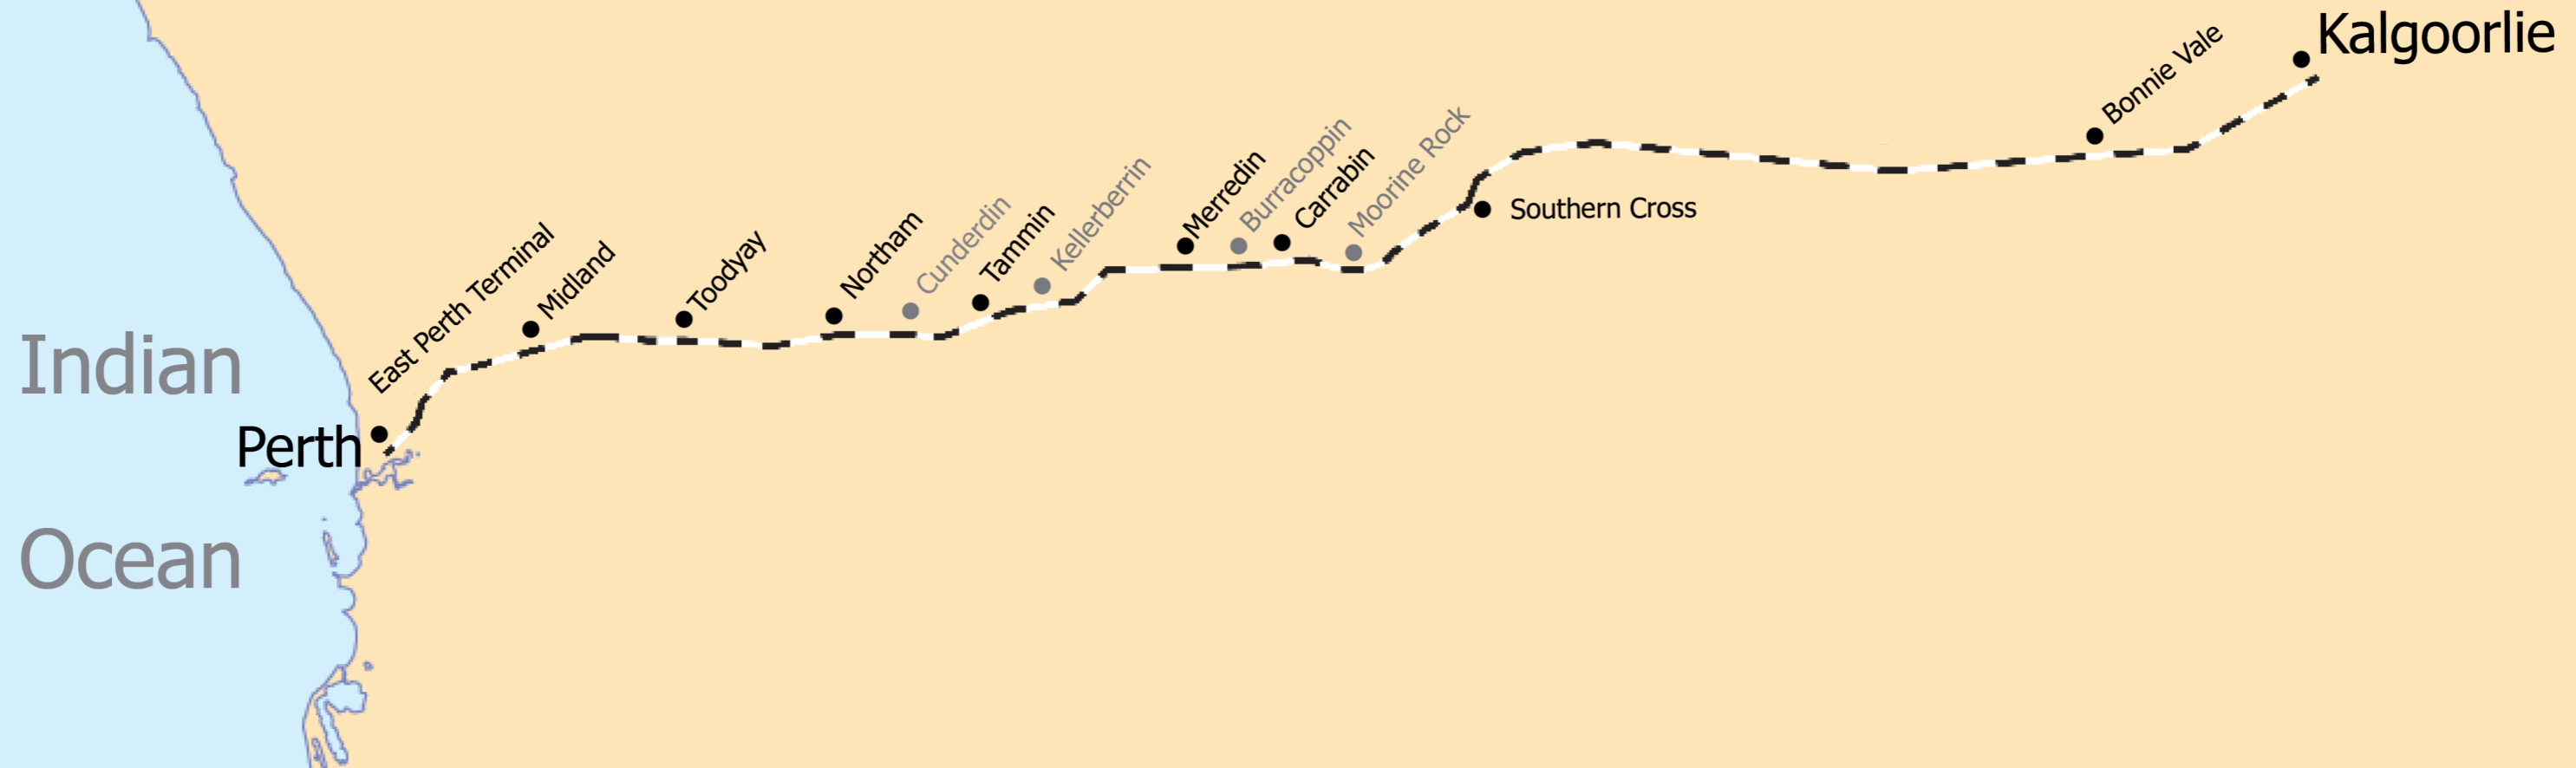 Kalgoorlie
Bonnie Vale
Southern Cross
Moorine Rock
Carrabin
Burracoppin
Merredin
Kellerberrin
Tammin
Cunderdin
Northam
Toodyay
Midland
East Perth Terminal
Perth
Indian
Ocean